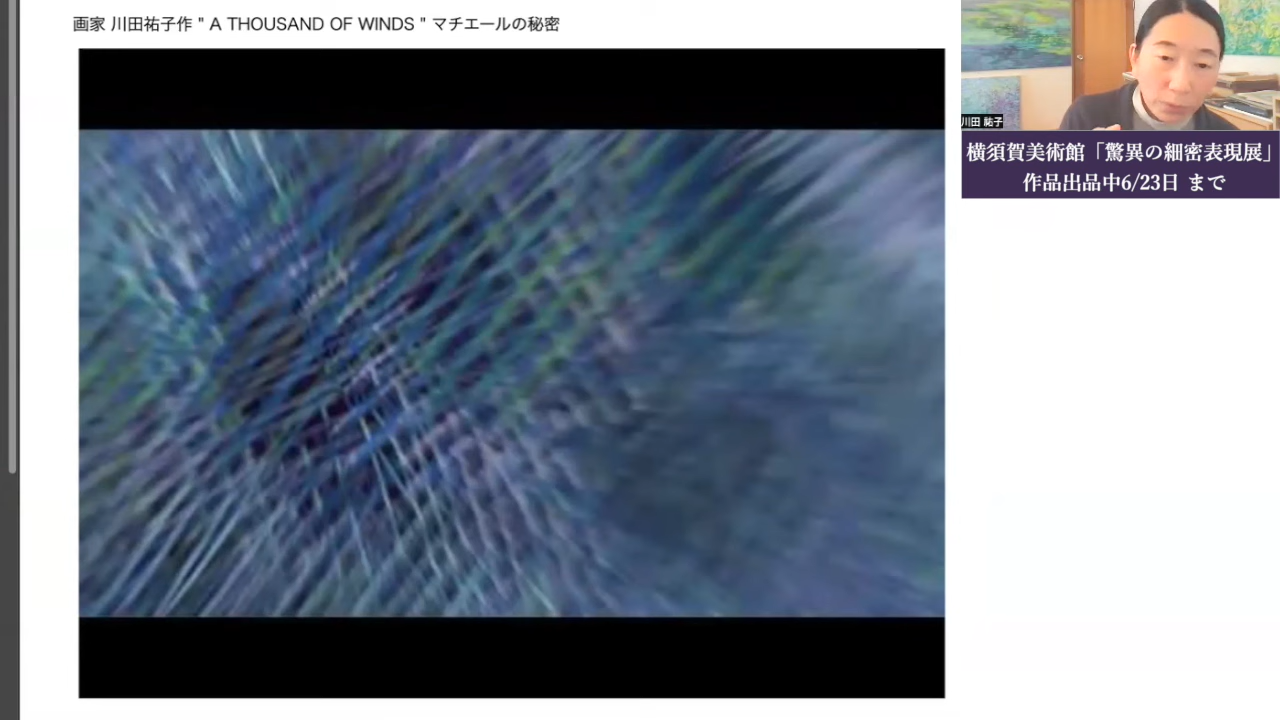 画家 川田祐子作 " A THOUSAND OF WINDS " マチエールの秘密
川田 祐子
横須賀美術館「驚異の細密表現展」
作品出品中6/23日 まで